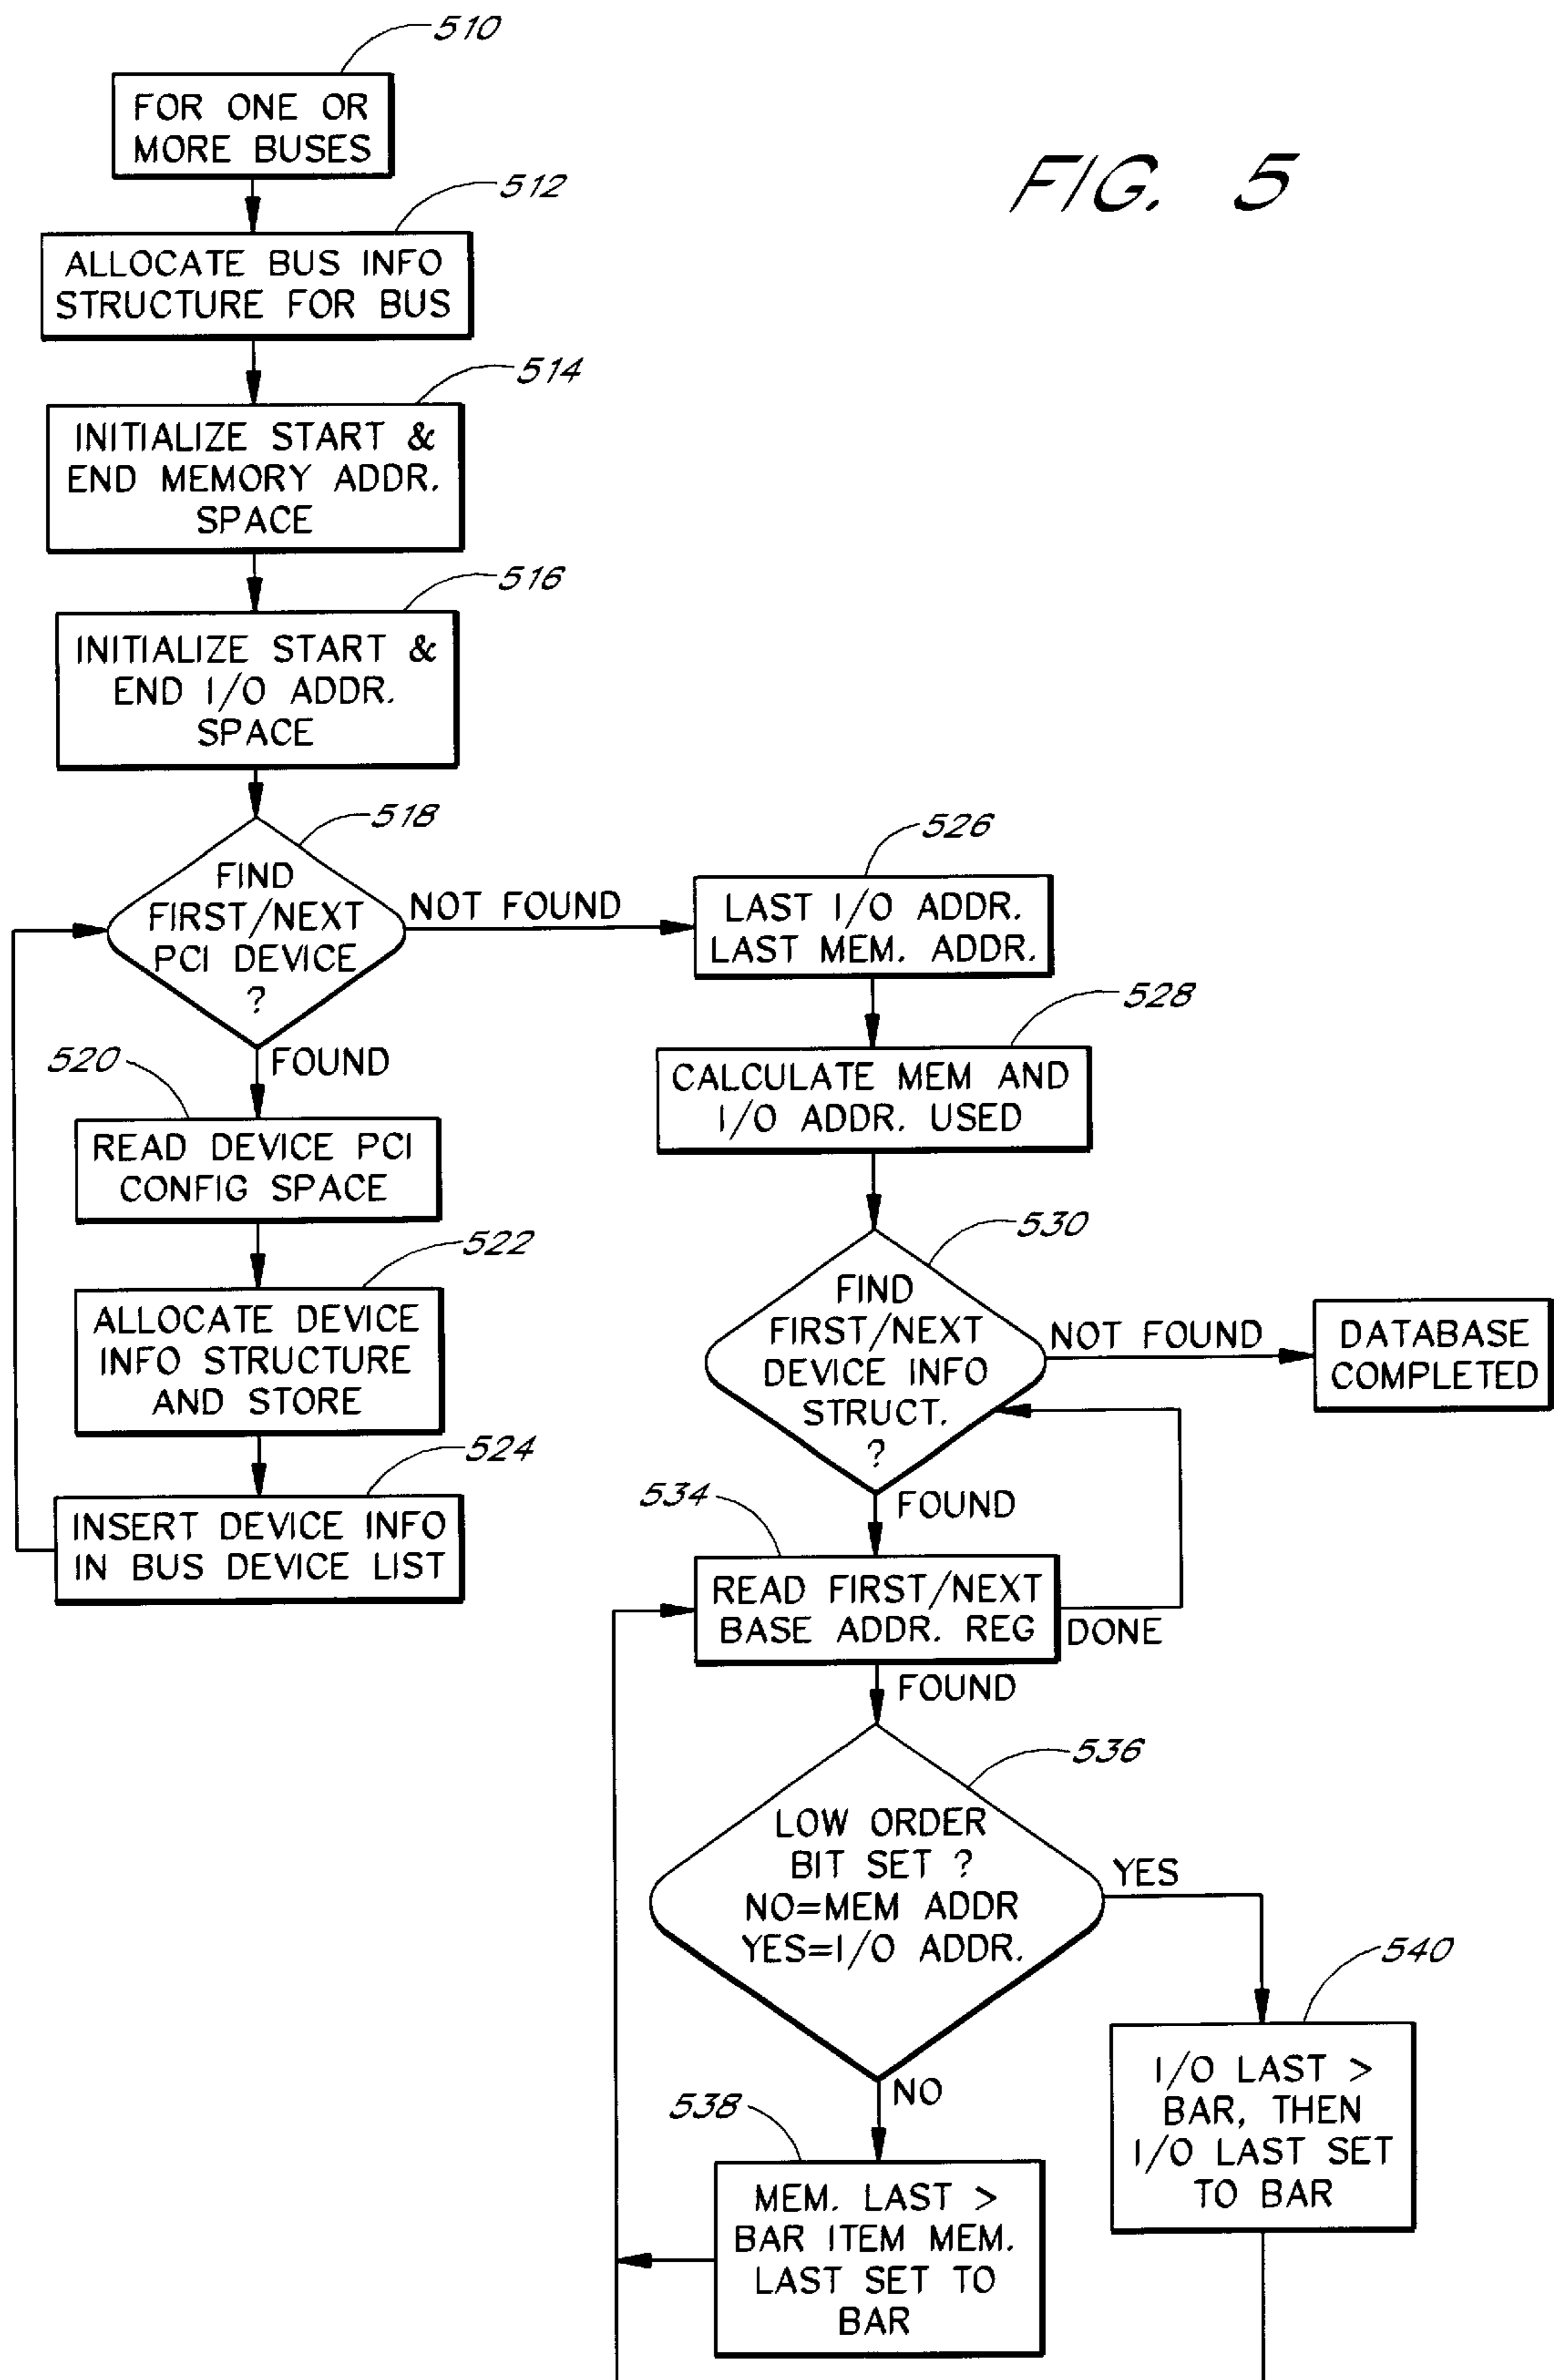 510
FOR ONE OR
MORE BUSES
FIG. 5
512
ALLOCATE BUS INFO
STRUCTURE FOR BUS
514
INITIALIZE START &
END MEMORY ADDR.
SPACE
516
INITIALIZE START &
END I/O ADDR.
SPACE
518
FIND
FIRST/NEXT
PCI DEVICE
?
NOT FOUND
FOUND
520
READ DEVICE PCI
CONFIG SPACE
522
ALLOCATE DEVICE
INFO STRUCTURE
AND STORE
524
INSERT DEVICE INFO
IN BUS DEVICE LIST
526
LAST I/O ADDR.
LAST MEM. ADDR.
528
CALCULATE MEM AND
I/O ADDR. USED
530
FIND
FIRST/NEXT
DEVICE INFO
STRUCT.
?
NOT FOUND
DATABASE
COMPLETED
FOUND
534
READ FIRST/NEXT
BASE ADDR. REG
DONE
FOUND
536
LOW ORDER
BIT SET ?
NO=MEM ADDR
YES=I/O ADDR.
YES
NO
538
MEM. LAST >
BAR ITEM MEM.
LAST SET TO
BAR
540
I/O LAST >
BAR, THEN
I/O LAST SET
TO BAR